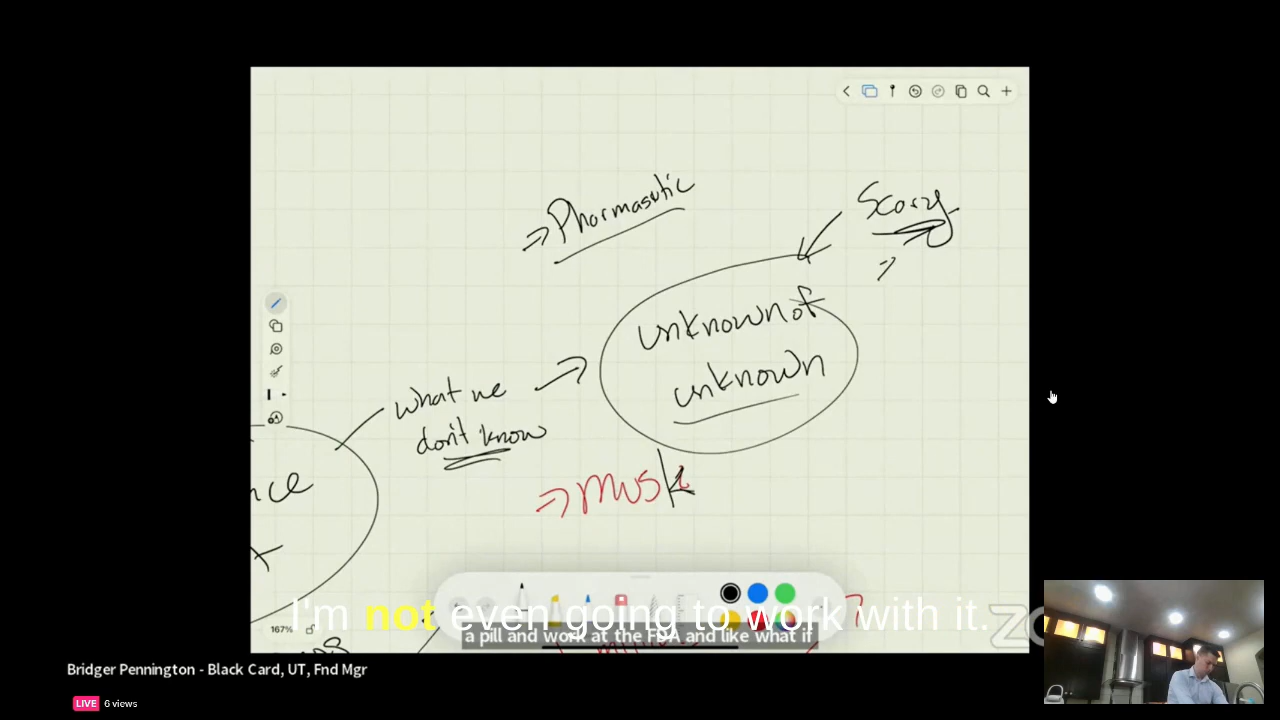 ⇒ Pharmasutic
Scary
unknown of
unknown
what we
don't know
nce
⇒ musk
I'm not even going to work with it.
a pill and work at the FDA and like what if
167%
zo
Bridger Pennington - Black Card, UT, Fnd Mgr
LIVE 6 views